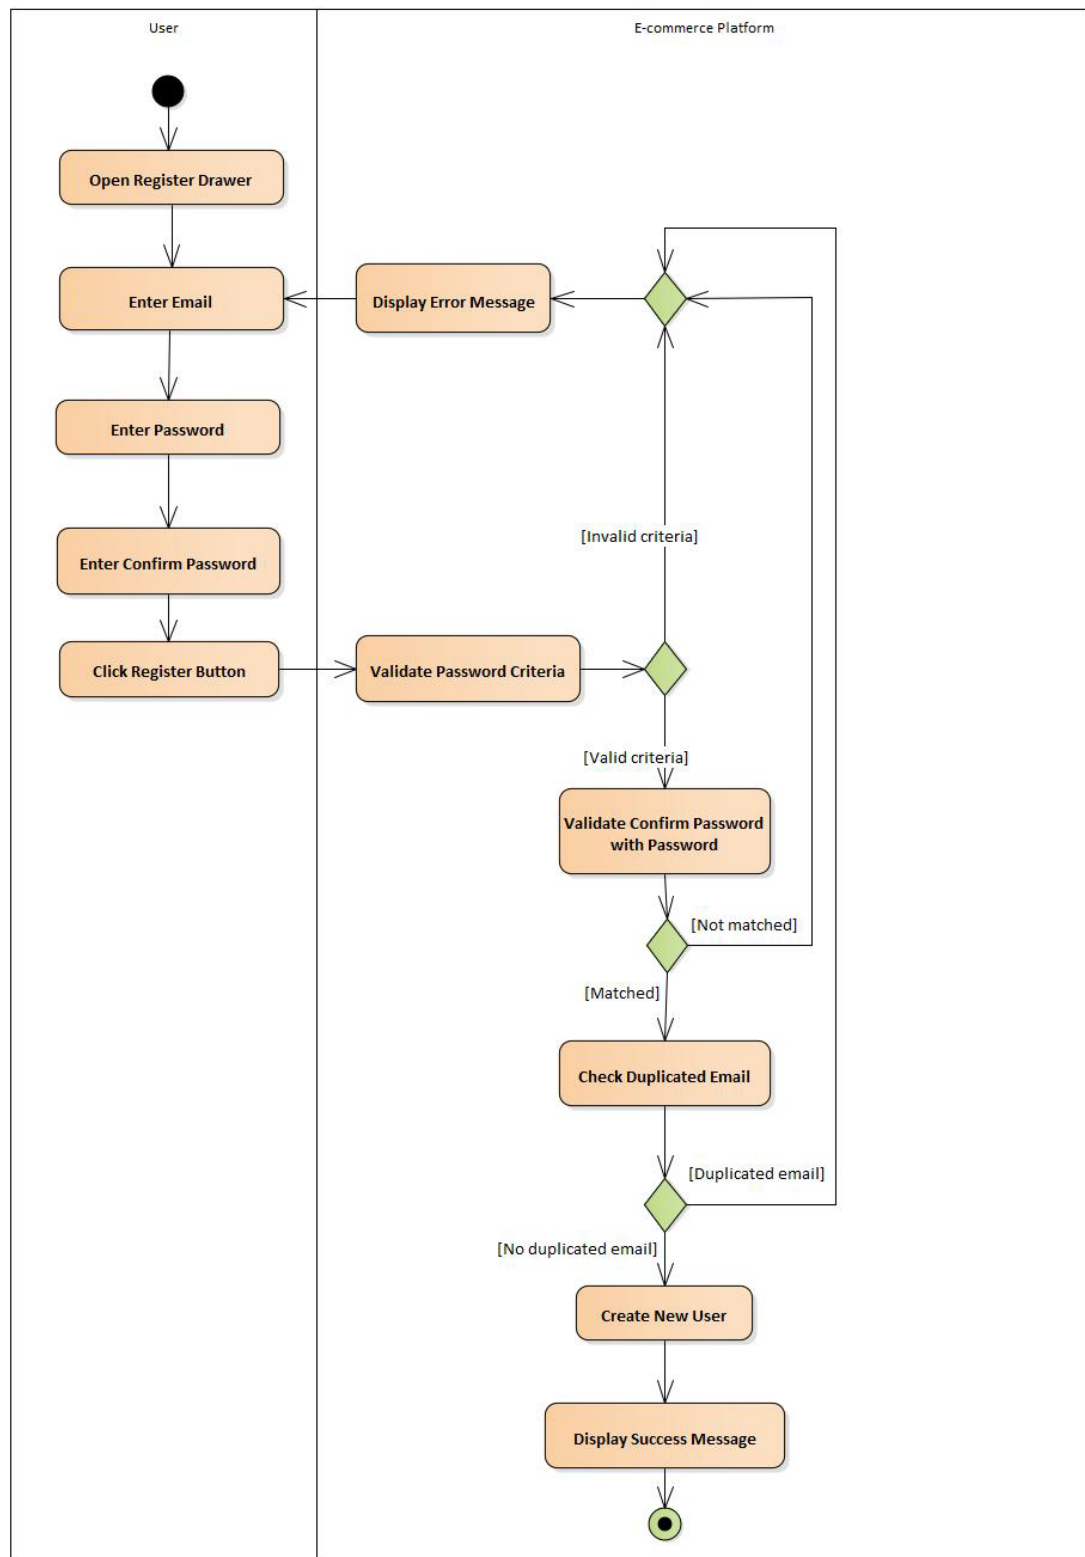 User
E-commerce Platform
Open Register Drawer
Enter Email
Display Error Message
Enter Password
[Invalid criteria]
Enter Confirm Password
Click Register Button
Validate Password Criteria
[Valid criteria]
Validate Confirm Password
with Password
[Not matched]
[Matched]
Check Duplicated Email
[Duplicated email]
[No duplicated email]
Create New User
Display Success Message